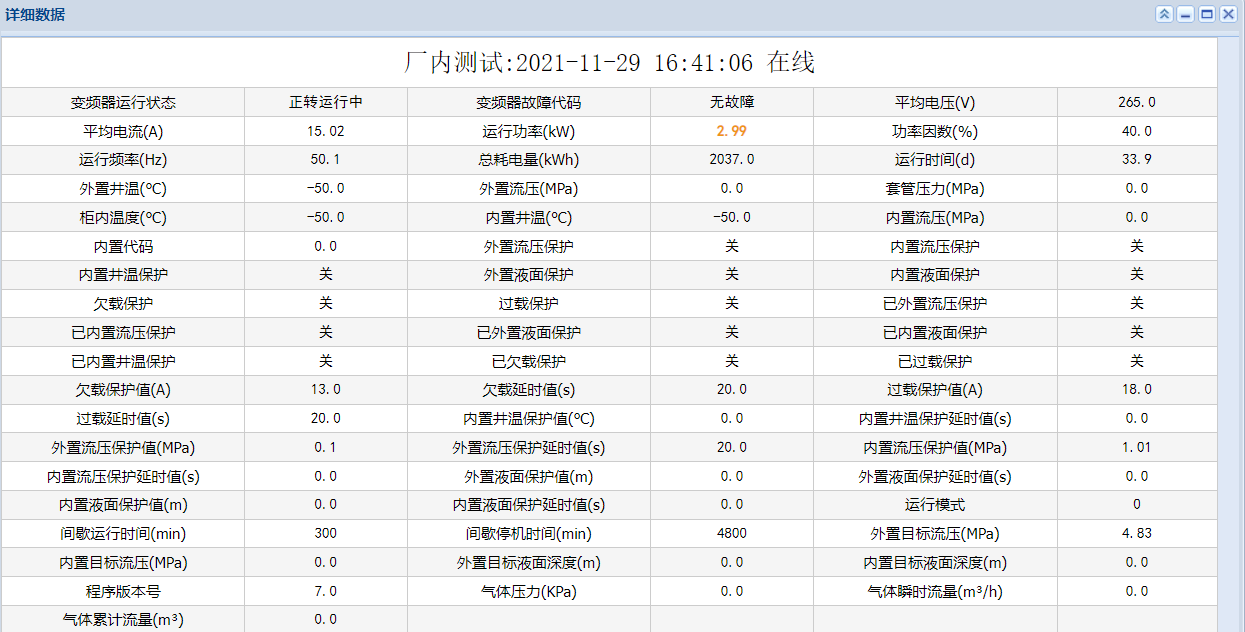 详细数据
厂内测试:2021-11-29 16:41:06 在线
变频器运行状态 正转运行中 变频器故障代码 无故障 平均电压(V) 265.0
平均电流(A) 15.02 运行功率(kW) 2.99 功率因数(%) 40.0
运行频率(Hz) 50.1 总耗电量(kWh) 2037.0 运行时间(d) 33.9
外置井温(℃) -50.0 外置流压(MPa) 0.0 套管压力(MPa) 0.0
柜内温度(℃) -50.0 内置井温(℃) -50.0 内置流压(MPa) 0.0
内置代码 0.0 外置流压保护 关 内置流压保护 关
内置井温保护 关 外置液面保护 关 内置液面保护 关
欠载保护 关 过载保护 关 已外置流压保护 关
已内置流压保护 关 已外置液面保护 关 已内置液面保护 关
已内置井温保护 关 已欠载保护 关 已过载保护 关
欠载保护值(A) 13.0 欠载延时值(s) 20.0 过载保护值(A) 18.0
过载延时值(s) 20.0 内置井温保护值(℃) 0.0 内置井温保护延时值(s) 0.0
外置流压保护值(MPa) 0.1 外置流压保护延时值(s) 20.0 内置流压保护值(MPa) 1.01
内置流压保护延时值(s) 0.0 外置液面保护值(m) 0.0 外置液面保护延时值(s) 0.0
内置液面保护值(m) 0.0 内置液面保护延时值(s) 0.0 运行模式 0
间歇运行时间(min) 300 间歇停机时间(min) 4800 外置目标流压(MPa) 4.83
内置目标流压(MPa) 0.0 外置目标液面深度(m) 0.0 内置目标液面深度(m) 0.0
程序版本号 7.0 气体压力(KPa) 0.0 气体瞬时流量(m³/h) 0.0
气体累计流量(m³) 0.0